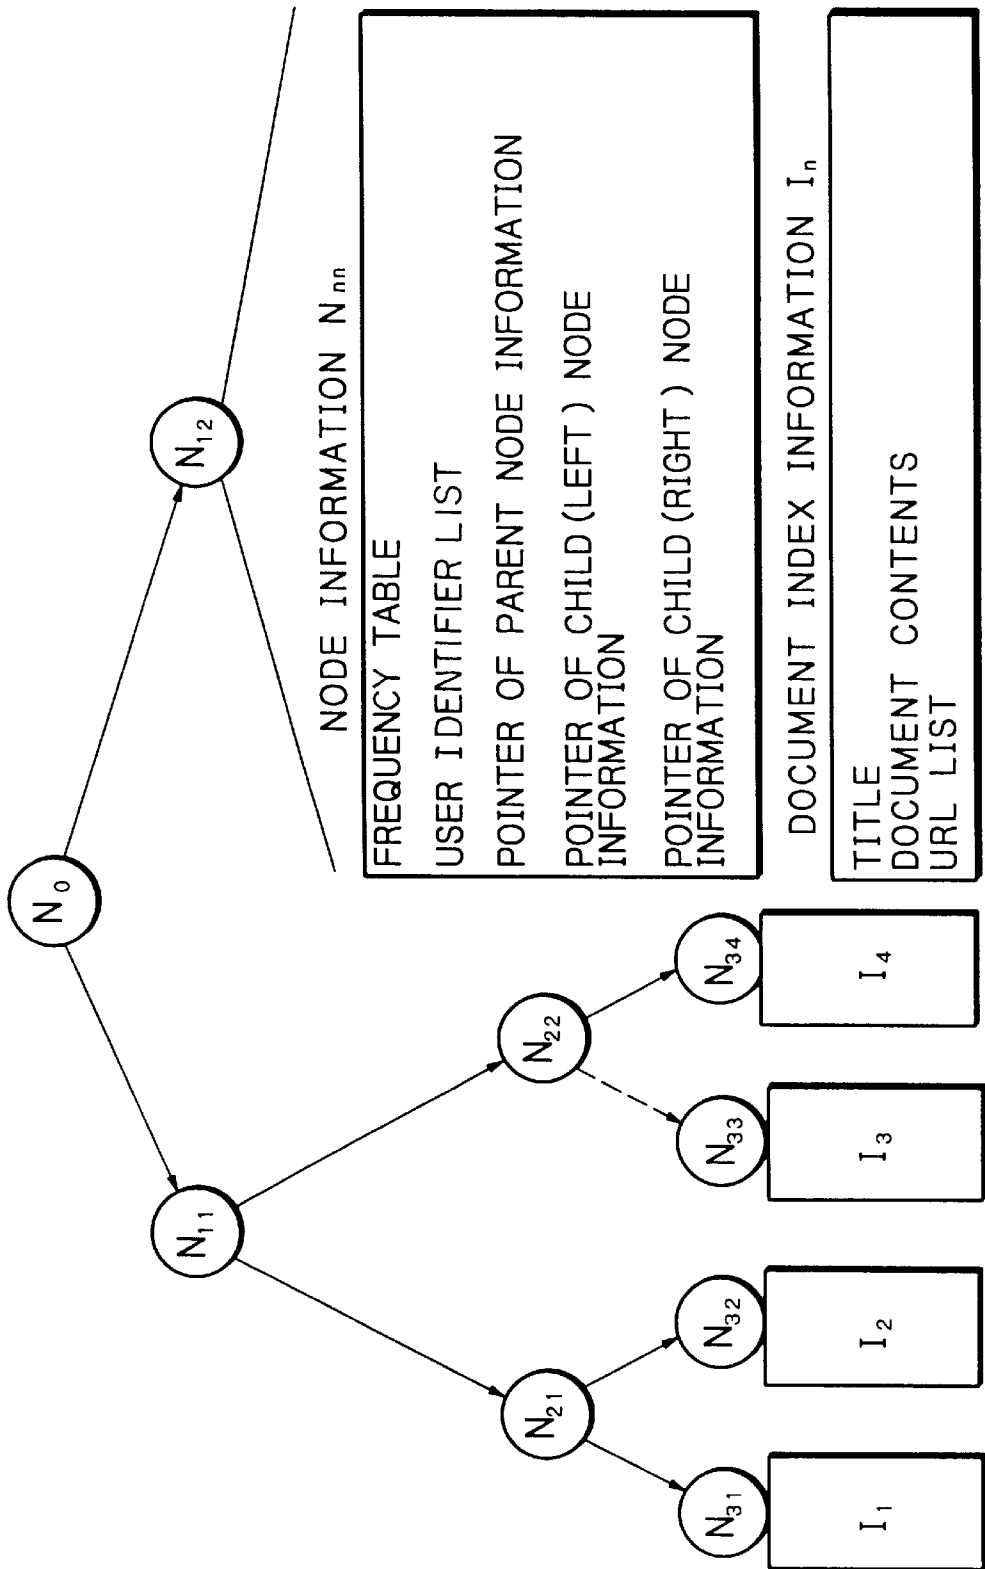 N0
N11
N12
N21
N22
N31
N32
N33
N34
I1
I2
I3
I4
NODE INFORMATION Nnn
FREQUENCY TABLE
USER IDENTIFIER LIST
POINTER OF PARENT NODE INFORMATION
POINTER OF CHILD (LEFT) NODE
INFORMATION
POINTER OF CHILD (RIGHT) NODE
INFORMATION
DOCUMENT INDEX INFORMATION In
TITLE
DOCUMENT CONTENTS
URL LIST